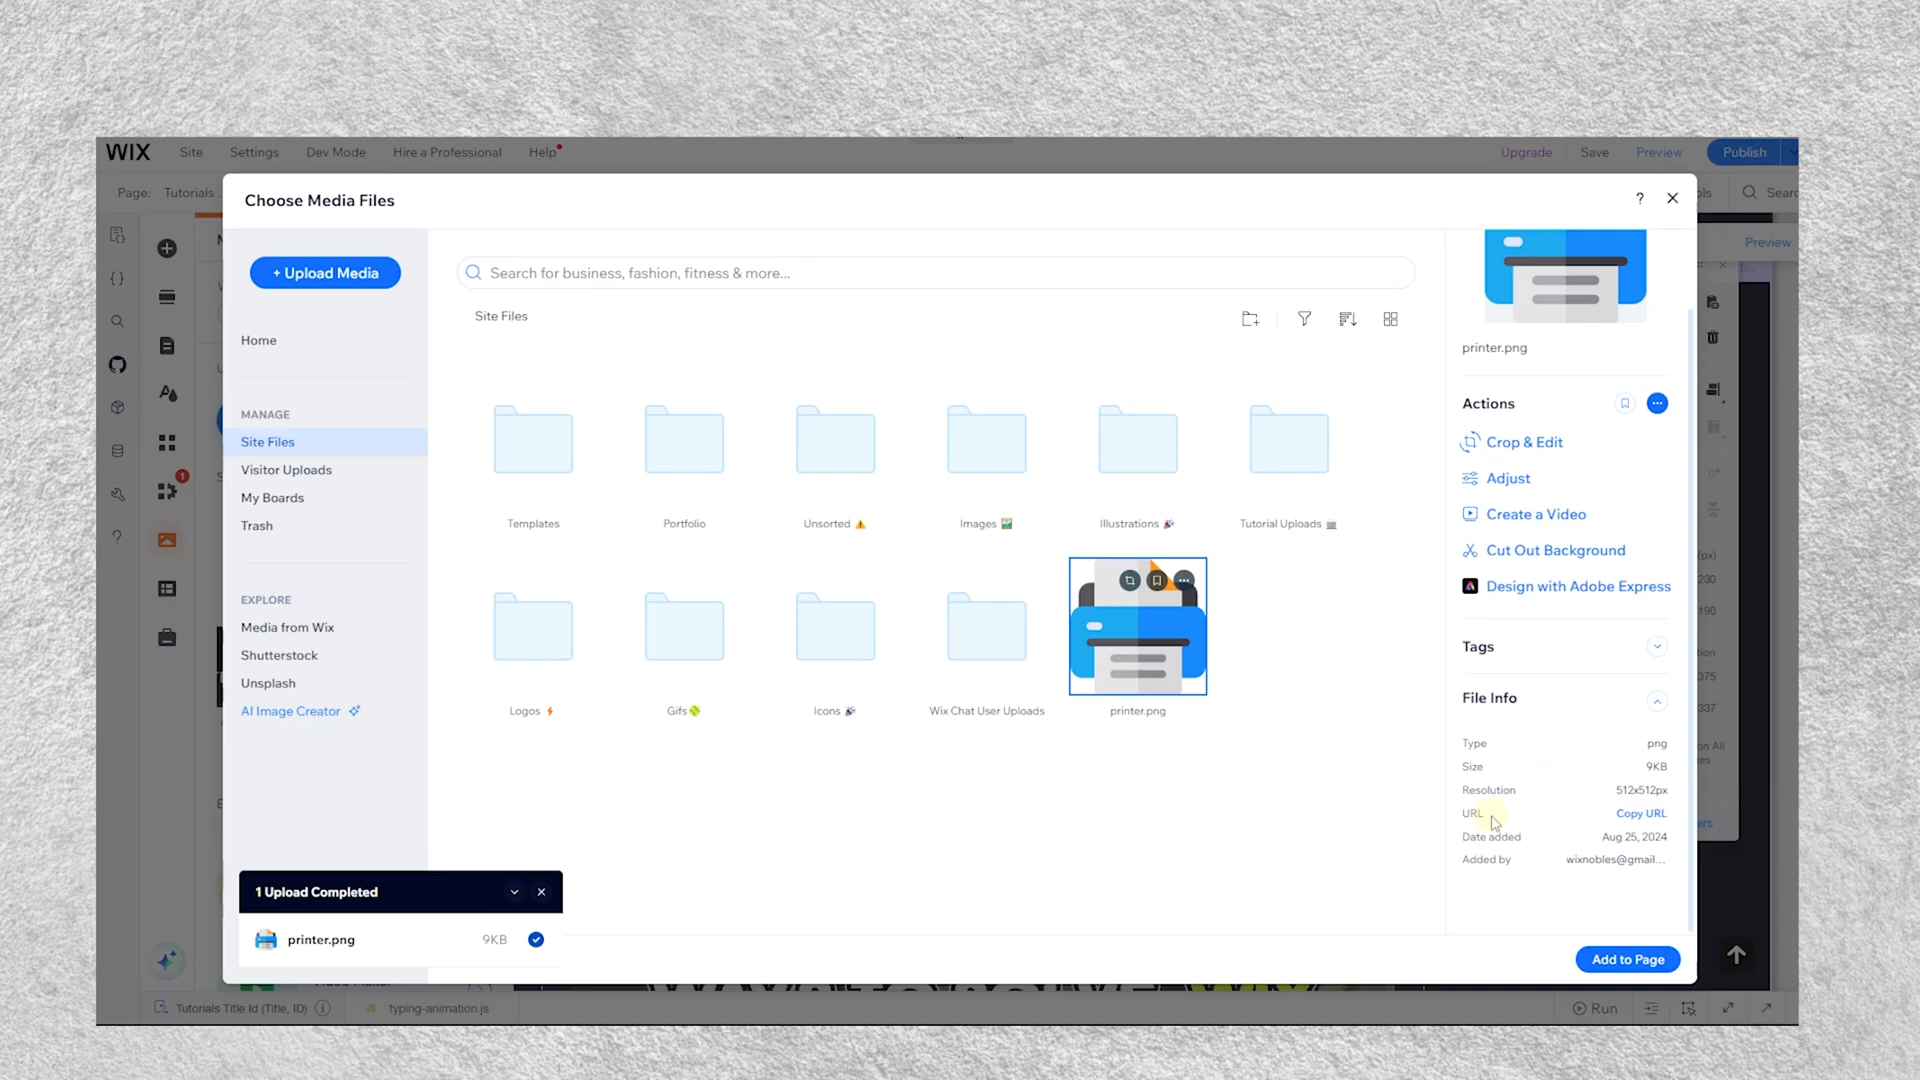 WIX Site Settings Dev Mode Hire a Professional Help Upgrade Save Preview Publish
Page: Tutorials
Preview
Choose Media Files ?
+ Upload Media
Search for business, fashion, fitness & more...
Site Files
Home
MANAGE
Site Files
Visitor Uploads
My Boards
Trash
EXPLORE
Media from Wix
Shutterstock
Unsplash
AI Image Creator
Templates Portfolio Unsorted Images Illustrations Tutorial Uploads
Logos Gifs Icons Wix Chat User Uploads printer.png
printer.png
Actions
Crop & Edit
Adjust
Create a Video
Cut Out Background
Design with Adobe Express
Tags
File Info
Type png
Size 9KB
Resolution 512x512px
URL Copy URL
Date added Aug 25, 2024
Added by wixnobles@gmail...
230
190
375
337
1
1 Upload Completed
printer.png 9KB
Add to Page
Tutorials Title Id (Title, ID) typing-animation.js Run